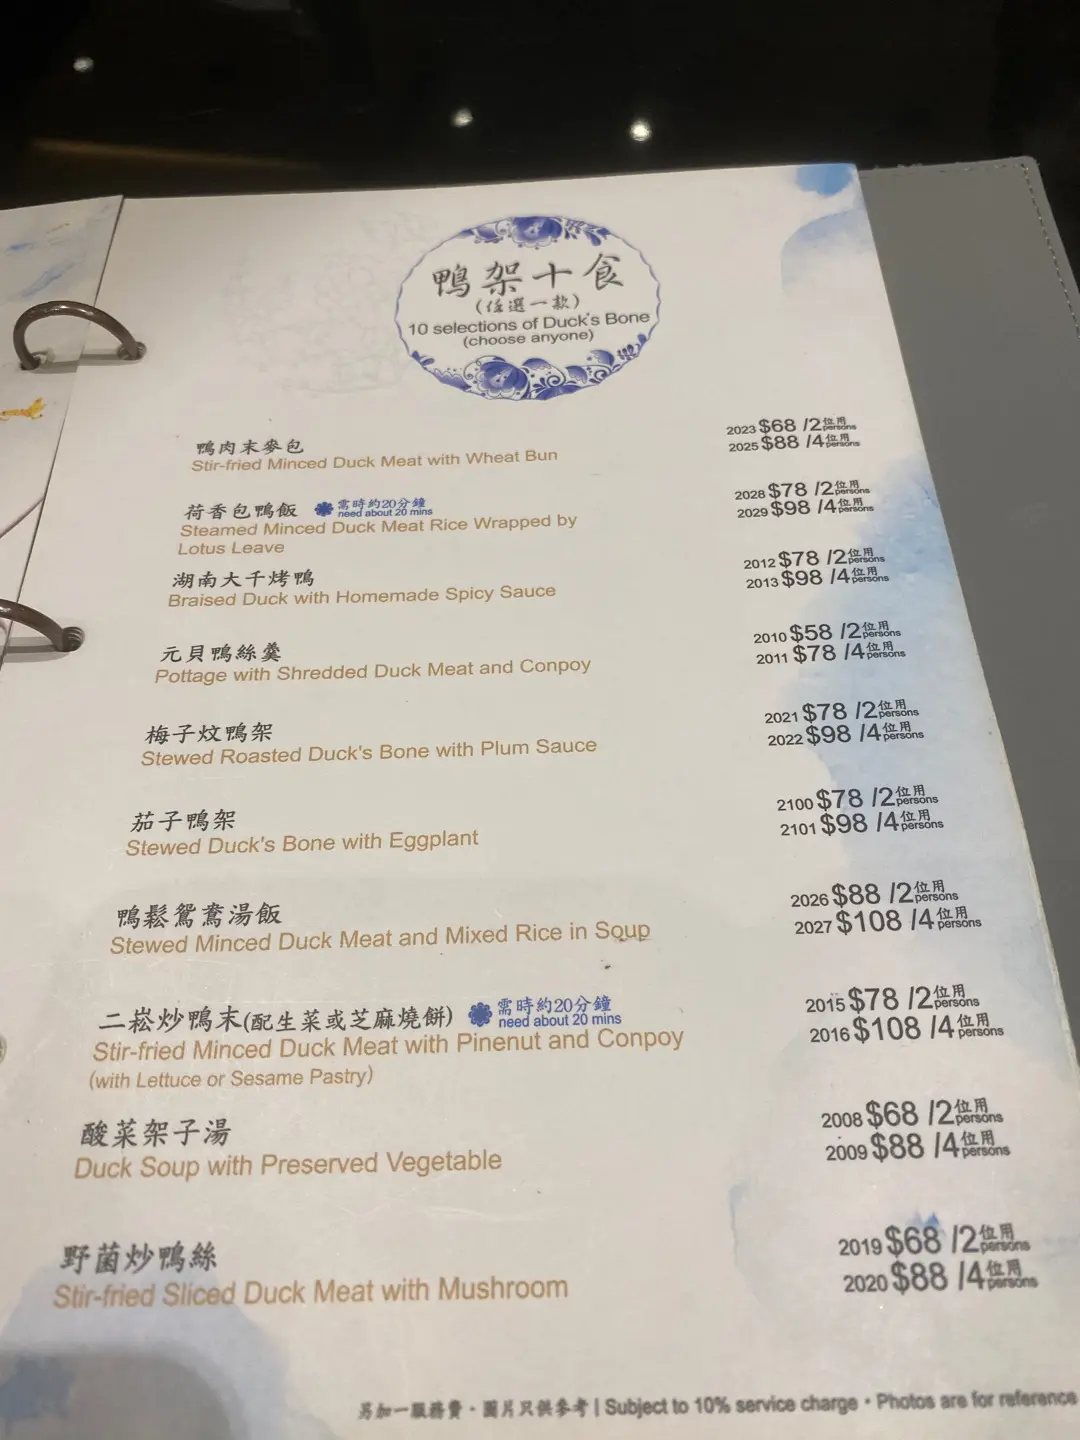 鴨架十食
(任選一款)
10 selections of Duck's Bone
(choose anyone)
鴨肉末麥包
Stir-fried Minced Duck Meat with Wheat Bun
2023 $68 /2位用 persons
2025 $88 /4位用 persons
荷香包鴨飯 需時約20分鐘 need about 20 mins
Steamed Minced Duck Meat Rice Wrapped by
Lotus Leave
2028 $78 /2位用 persons
2029 $98 /4位用 persons
湖南大千烤鴨
Braised Duck with Homemade Spicy Sauce
2012 $78 /2位用 persons
2013 $98 /4位用 persons
元貝鴨絲羹
Pottage with Shredded Duck Meat and Conpoy
2010 $58 /2位用 persons
2011 $78 /4位用 persons
梅子炆鴨架
Stewed Roasted Duck's Bone with Plum Sauce
2021 $78 /2位用 persons
2022 $98 /4位用 persons
茄子鴨架
Stewed Duck's Bone with Eggplant
2100 $78 /2位用 persons
2101 $98 /4位用 persons
鴨鬆鴛鴦湯飯
Stewed Minced Duck Meat and Mixed Rice in Soup
2026 $88 /2位用 persons
2027 $108 /4位用 persons
二崧炒鴨末(配生菜或芝麻燒餅) 需時約20分鐘 need about 20 mins
Stir-fried Minced Duck Meat with Pinenut and Conpoy
(with Lettuce or Sesame Pastry)
2015 $78 /2位用 persons
2016 $108 /4位用 persons
酸菜架子湯
Duck Soup with Preserved Vegetable
2008 $68 /2位用 persons
2009 $88 /4位用 persons
野菌炒鴨絲
Stir-fried Sliced Duck Meat with Mushroom
2019 $68 /2位用 persons
2020 $88 /4位用 persons
另加一服務費・圖片只供參考 | Subject to 10% service charge・Photos are for reference